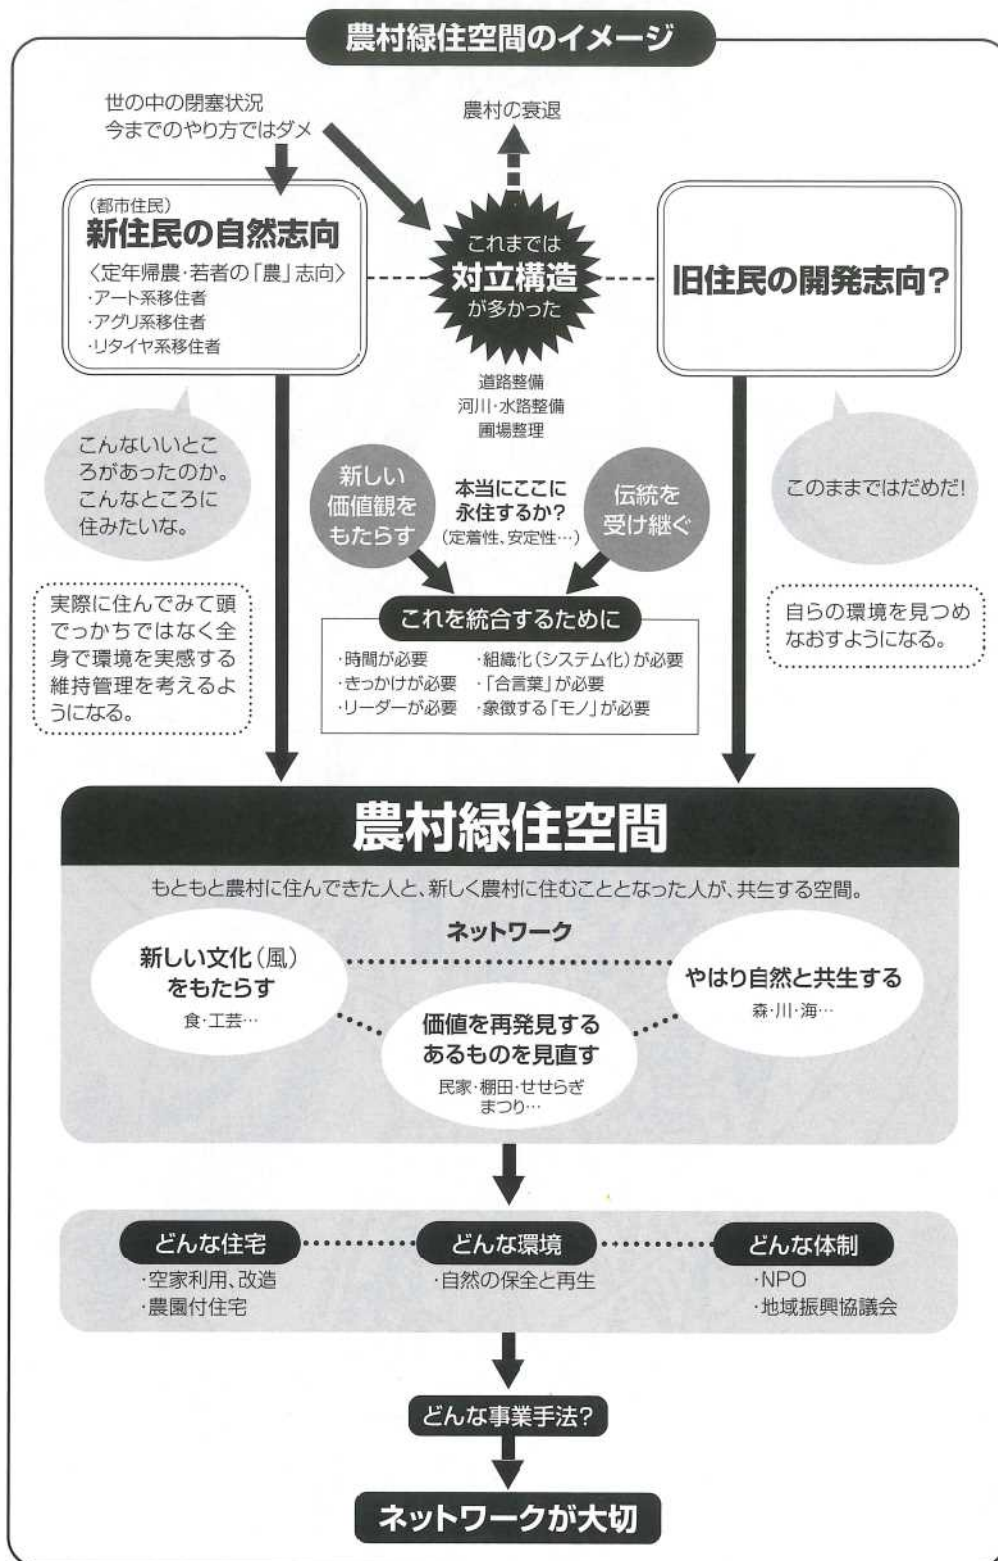 農村緑住空間のイメージ
世の中の閉塞状況
今までのやり方ではダメ
農村の衰退
(都市住民)
新住民の自然志向
〈定年帰農・若者の「農」志向〉
・アート系移住者
・アグリ系移住者
・リタイヤ系移住者
これまでは
対立構造
が多かった
旧住民の開発志向?
道路整備
河川・水路整備
圃場整理
こんないいとこ
ろがあったのか。
こんなところに
住みたいな。
新しい
価値観を
もたらす
本当にここに
永住するか?
(定着性、安定性…)
伝統を
受け継ぐ
このままではだめだ!
実際に住んでみて頭
でっかちではなく全
身で環境を実感する
維持管理を考えるよ
うになる。
これを統合するために
・時間が必要
・きっかけが必要
・リーダーが必要
・組織化(システム化)が必要
・「合言葉」が必要
・象徴する「モノ」が必要
自らの環境を見つめ
なおすようになる。
農村緑住空間
もともと農村に住んできた人と、新しく農村に住むこととなった人が、共生する空間。
ネットワーク
新しい文化(風)
をもたらす
食・工芸…
価値を再発見する
あるものを見直す
民家・棚田・せせらぎ
まつり…
やはり自然と共生する
森・川・海…
どんな住宅
・空家利用、改造
・農園付住宅
どんな環境
・自然の保全と再生
どんな体制
・NPO
・地域振興協議会
どんな事業手法?
ネットワークが大切